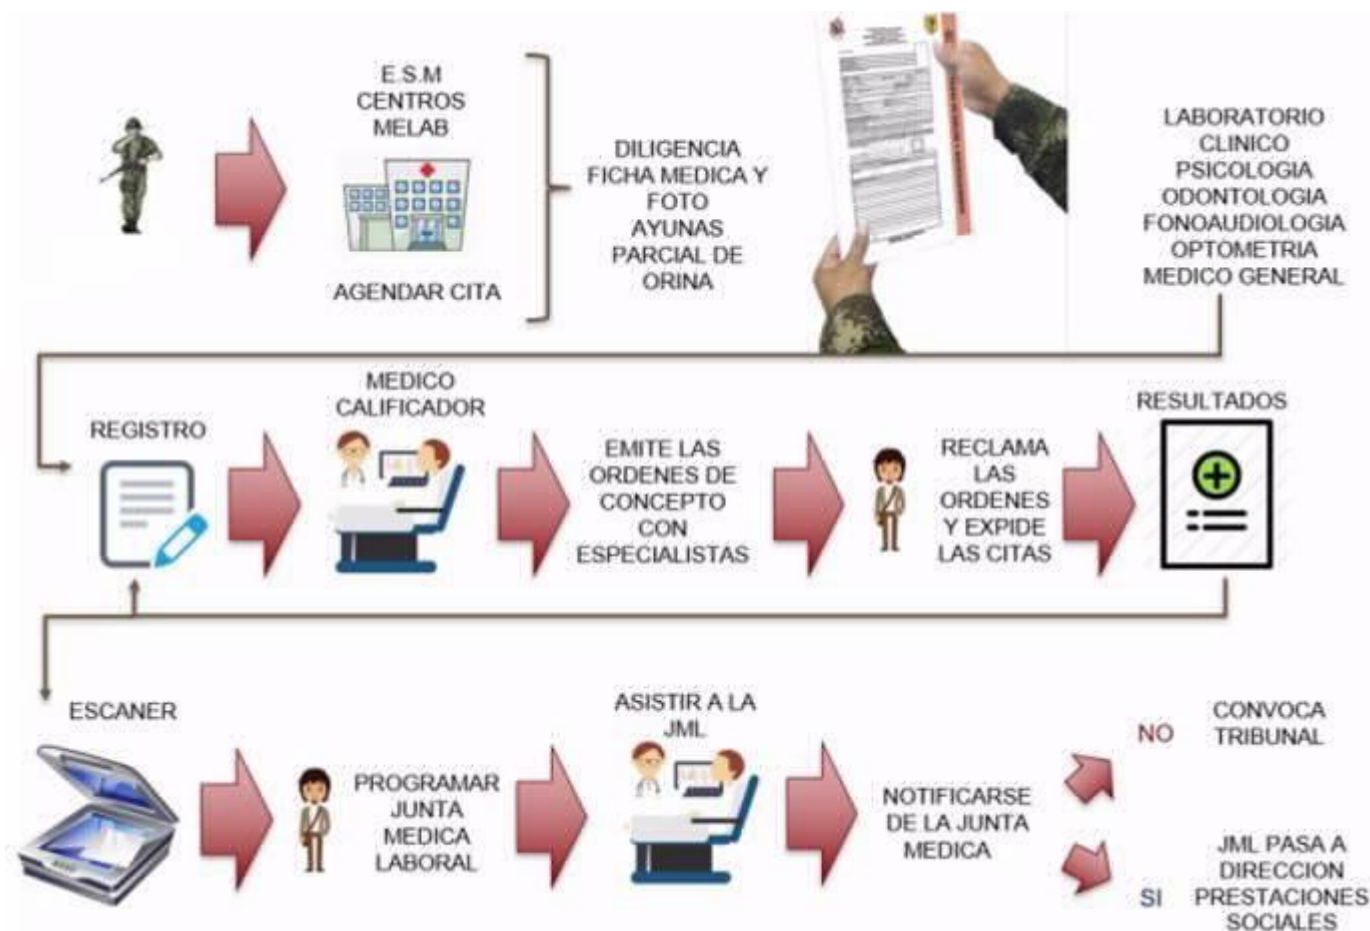 E.S.M
CENTROS
MELAB
AGENDAR CITA
DILIGENCIA
FICHA MEDICA Y
FOTO
AYUNAS
PARCIAL DE
ORINA
LABORATORIO
CLINICO
PSICOLOGIA
ODONTOLOGIA
FONOAUDIOLOGIA
OPTOMETRIA
MEDICO GENERAL
REGISTRO
MEDICO
CALIFICADOR
EMITE LAS
ORDENES DE
CONCEPTO
CON
ESPECIALISTAS
RECLAMA
LAS
ORDENES
Y EXPIDE
LAS CITAS
RESULTADOS
ESCANER
PROGRAMAR
JUNTA
MEDICA
LABORAL
ASISTIR A LA
JML
NOTIFICARSE
DE LA JUNTA
MEDICA
NO
CONVOCA
TRIBUNAL
SI
JML PASA A
DIRECCION
PRESTACIONES
SOCIALES